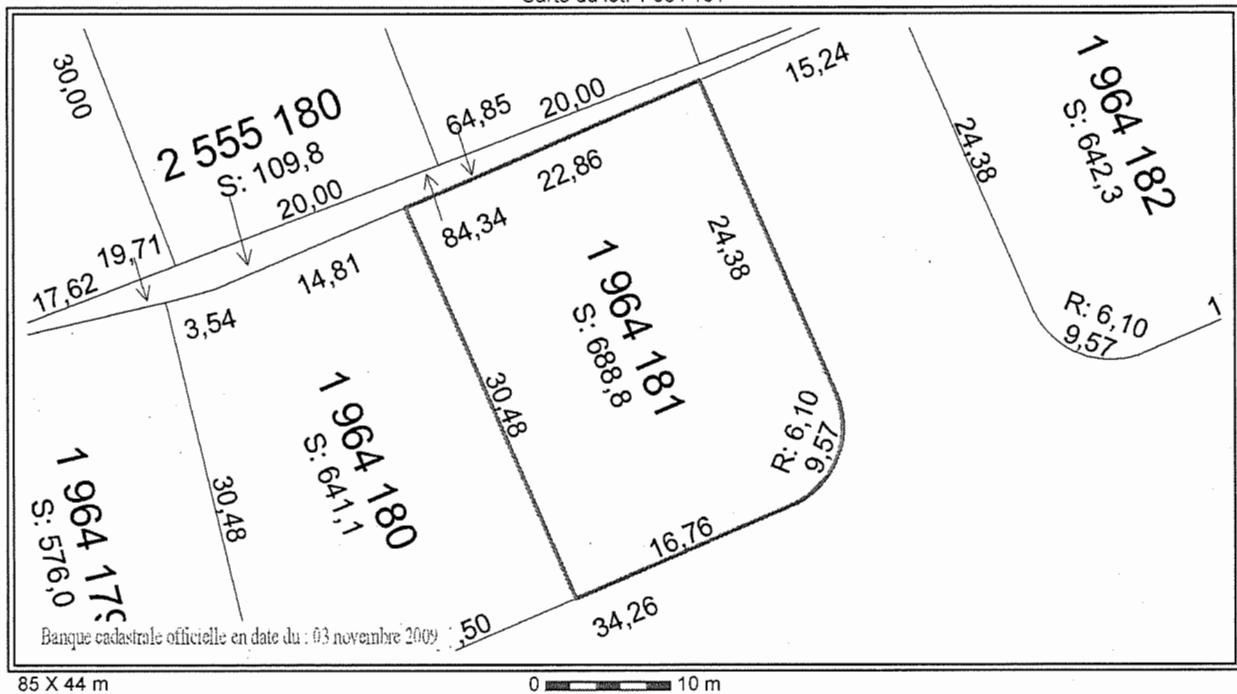 30,00
2 555 180
S: 109,8
20,00
64,85
20,00
15,24
22,86
84,34
19,71
17,62
14,81
3,54
24,38
24,38
1 964 182
S: 642,3
R: 6,10
9,57
1
1 964 181
S: 688,8
30,48
R: 6,10
9,57
1 964 180
S: 641,1
30,48
1 964 179
S: 576,0
16,76
34,26
,50
Banque cadastrale officielle en date du : 03 novembre 2009
85 X 44 m
0
10 m